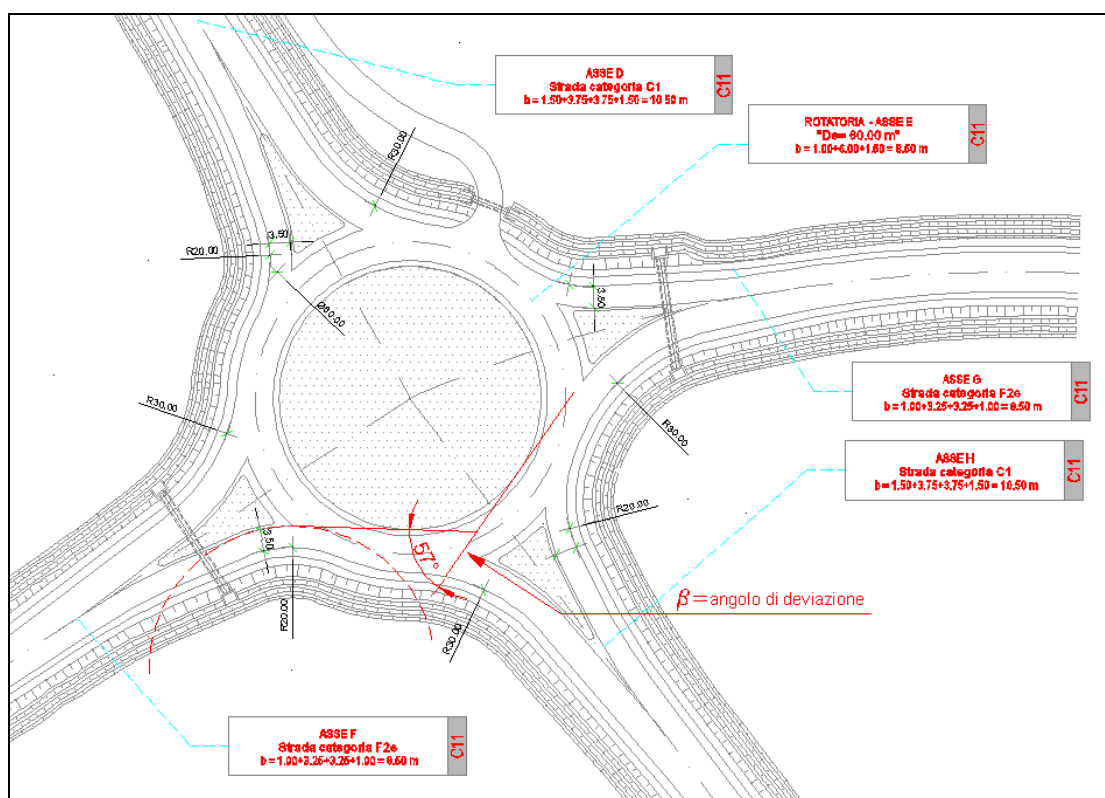 ASSE D
Strada categoria C1
b = 1.50+3.75+3.75+1.50 = 10.50 m
C11
ROTATORIA - ASSE E
"De= 60.00 m"
b = 1.00+6.00+1.50 = 8.50 m
C11
R30.00
3.50
R20.00
Ø60.00
3.50
ASSE G
Strada categoria F2e
b = 1.00+3.25+3.25+1.00 = 8.50 m
C11
R30.00
R30.00
ASSE H
Strada categoria C1
b = 1.50+3.75+3.75+1.50 = 10.50 m
C11
R20.00
3.50
57°
β=angolo di deviazione
R20.00
R30.00
ASSE F
Strada categoria F2e
b = 1.00+3.25+3.25+1.00 = 8.50 m
C11